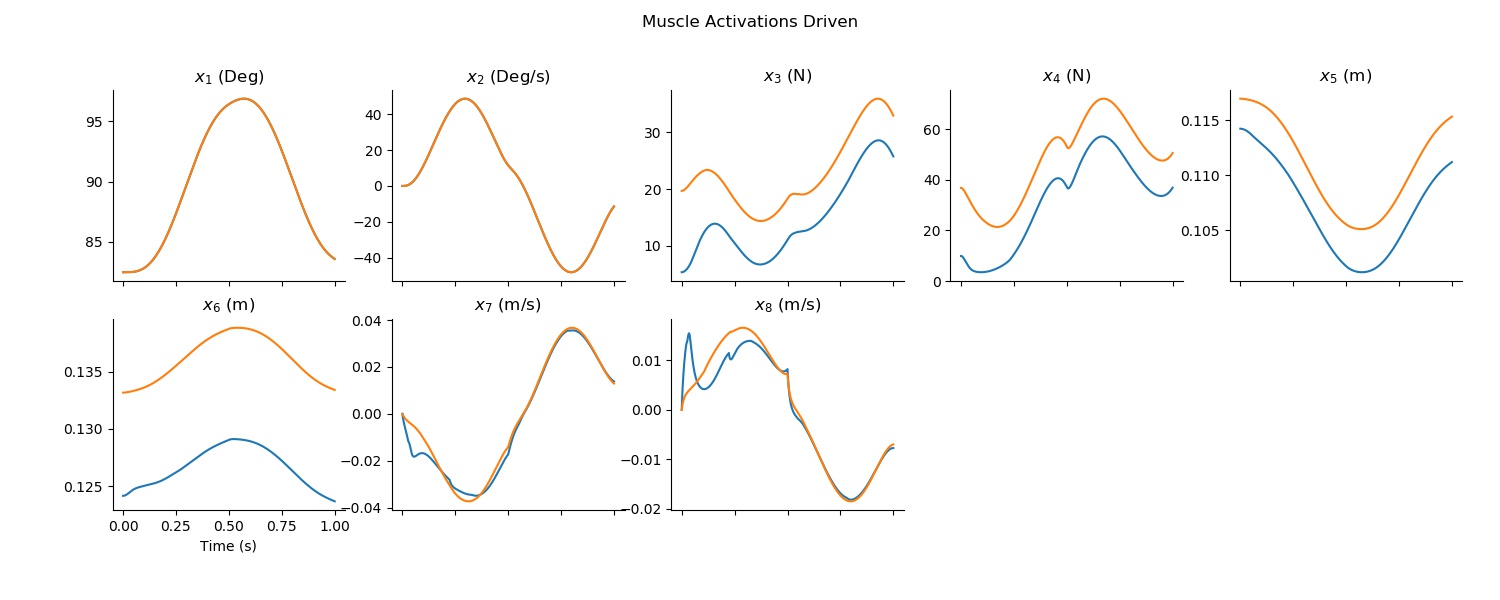 Muscle Activations Driven
x₁ (Deg)
x₂ (Deg/s)
x₃ (N)
x₄ (N)
x₅ (m)
95
90
85
40
20
0
−20
−40
30
20
10
60
40
20
0
0.115
0.110
0.105
x₆ (m)
x₇ (m/s)
x₈ (m/s)
0.135
0.130
0.125
0.04
0.02
0.00
−0.02
−0.04
0.01
0.00
−0.01
−0.02
0.00 0.25 0.50 0.75 1.00
Time (s)